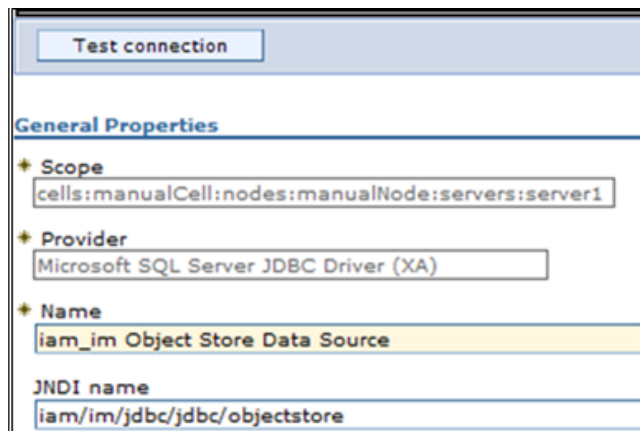 Test connection
General Properties
* Scope
cells:manualCell:nodes:manualNode:servers:server1
* Provider
Microsoft SQL Server JDBC Driver (XA)
* Name
iam_im Object Store Data Source
JNDI name
iam/im/jdbc/jdbc/objectstore